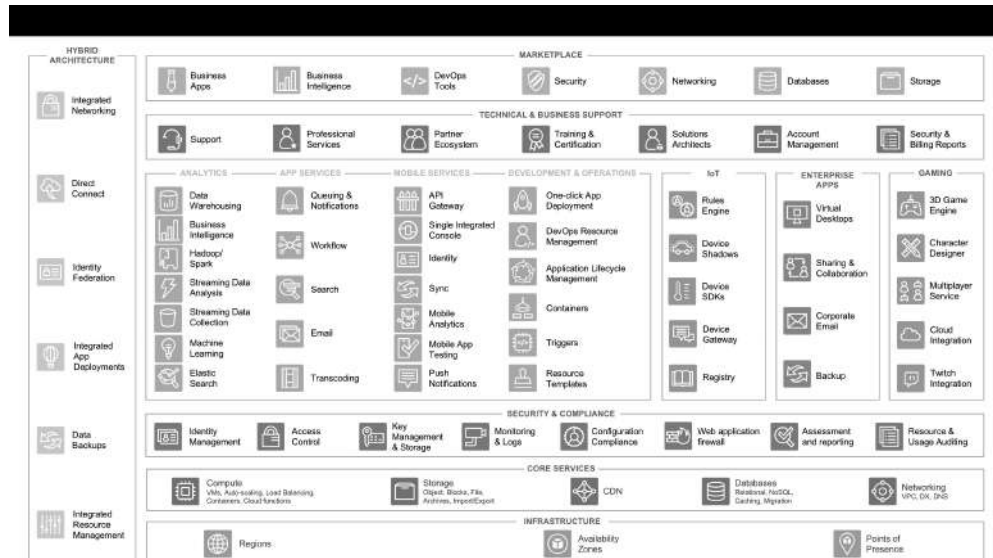 HYBRID
ARCHITECTURE
Integrated
Networking
Direct
Connect
Identity
Federation
Integrated
App
Deployments
Data
Backups
Integrated
Resource
Management
MARKETPLACE
Business
Apps
Business
Intelligence
DevOps
Tools
Security
Networking
Databases
Storage
TECHNICAL & BUSINESS SUPPORT
Support
Professional
Services
Partner
Ecosystem
Training &
Certification
Solutions
Architects
Account
Management
Security &
Billing Reports
ANALYTICS
Data
Warehousing
Business
Intelligence
Hadoop/
Spark
Streaming Data
Analysis
Streaming Data
Collection
Machine
Learning
Elastic
Search
APP SERVICES
Queuing &
Notifications
Workflow
Search
Email
Transcoding
MOBILE SERVICES
API
Gateway
Single Integrated
Console
Identity
Sync
Mobile
Analytics
Mobile App
Testing
Push
Notifications
DEVELOPMENT & OPERATIONS
One-click App
Deployment
DevOps Resource
Management
Application Lifecycle
Management
Containers
Triggers
Resource
Templates
IoT
Rules
Engine
Device
Shadows
Device
SDKs
Device
Gateway
Registry
ENTERPRISE
APPS
Virtual
Desktops
Sharing &
Collaboration
Corporate
Email
Backup
GAMING
3D Game
Engine
Character
Designer
Multiplayer
Service
Cloud
Integration
Twitch
Integration
SECURITY & COMPLIANCE
Identity
Management
Access
Control
Key
Management
& Storage
Monitoring
& Logs
Configuration
Compliance
Web application
firewall
Assessment
and reporting
Resource &
Usage Auditing
CORE SERVICES
Compute
VMs, Auto-scaling, Load Balancing,
Containers, Cloud functions
Storage
Object, Blocks, File,
Archives, Import/Export
CDN
Databases
Relational, NoSQL,
Caching, Migration
Networking
VPC, DX, DNS
INFRASTRUCTURE
Regions
Availability
Zones
Points of
Presence